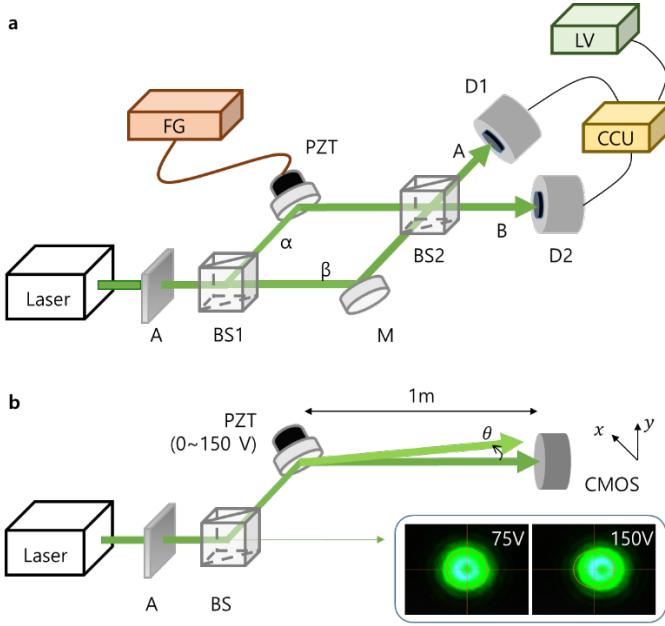 a
LV
D1
FG
CCU
PZT
A
α
B
BS2
D2
β
Laser
A
BS1
M
b
1m
PZT
(0~150 V)
θ
x
y
CMOS
Laser
75V
150V
A
BS